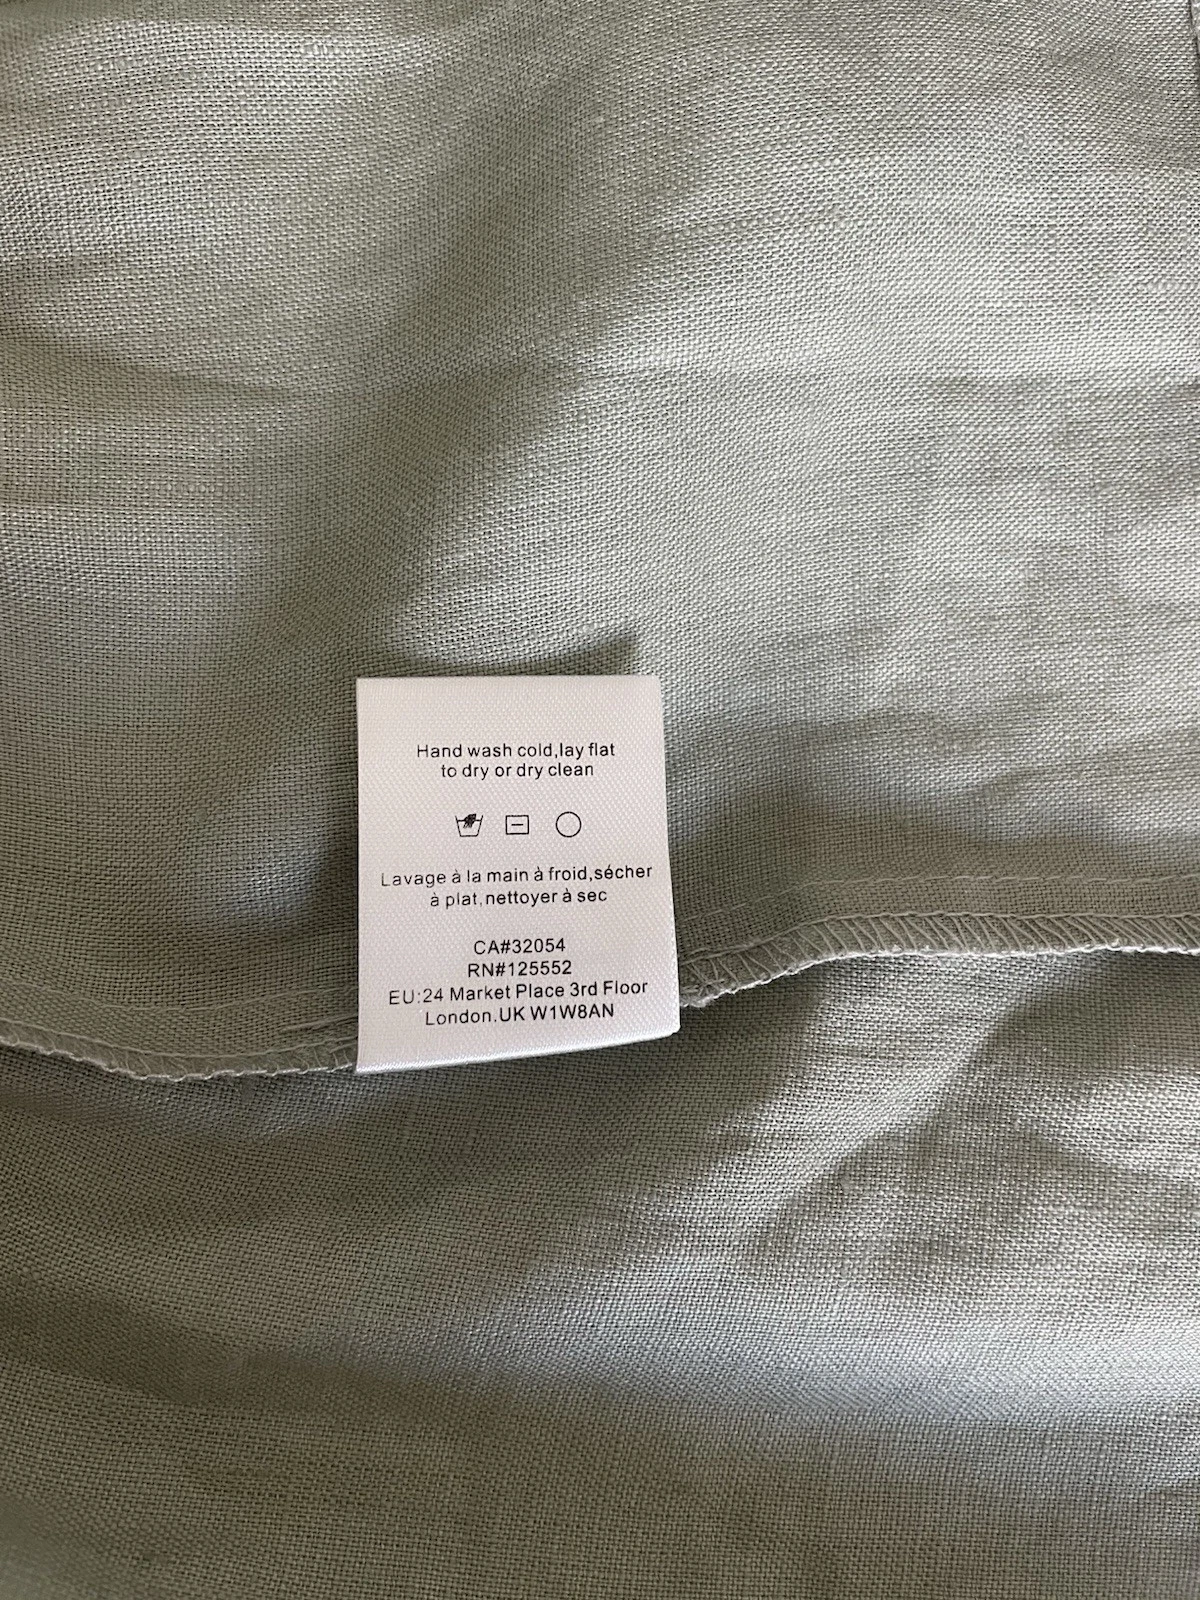 Hand wash cold,lay flat
to dry or dry clean
Lavage à la main à froid,sécher
à plat,nettoyer à sec
CA#32054
RN#125552
EU:24 Market Place 3rd Floor
London.UK W1W8AN